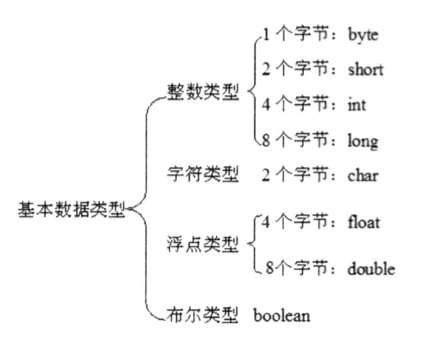 1个字节：byte
2个字节：short
整数类型
4个字节：int
8个字节：long
字符类型 2个字节：char
基本数据类型
4个字节：float
浮点类型
8个字节：double
布尔类型 boolean